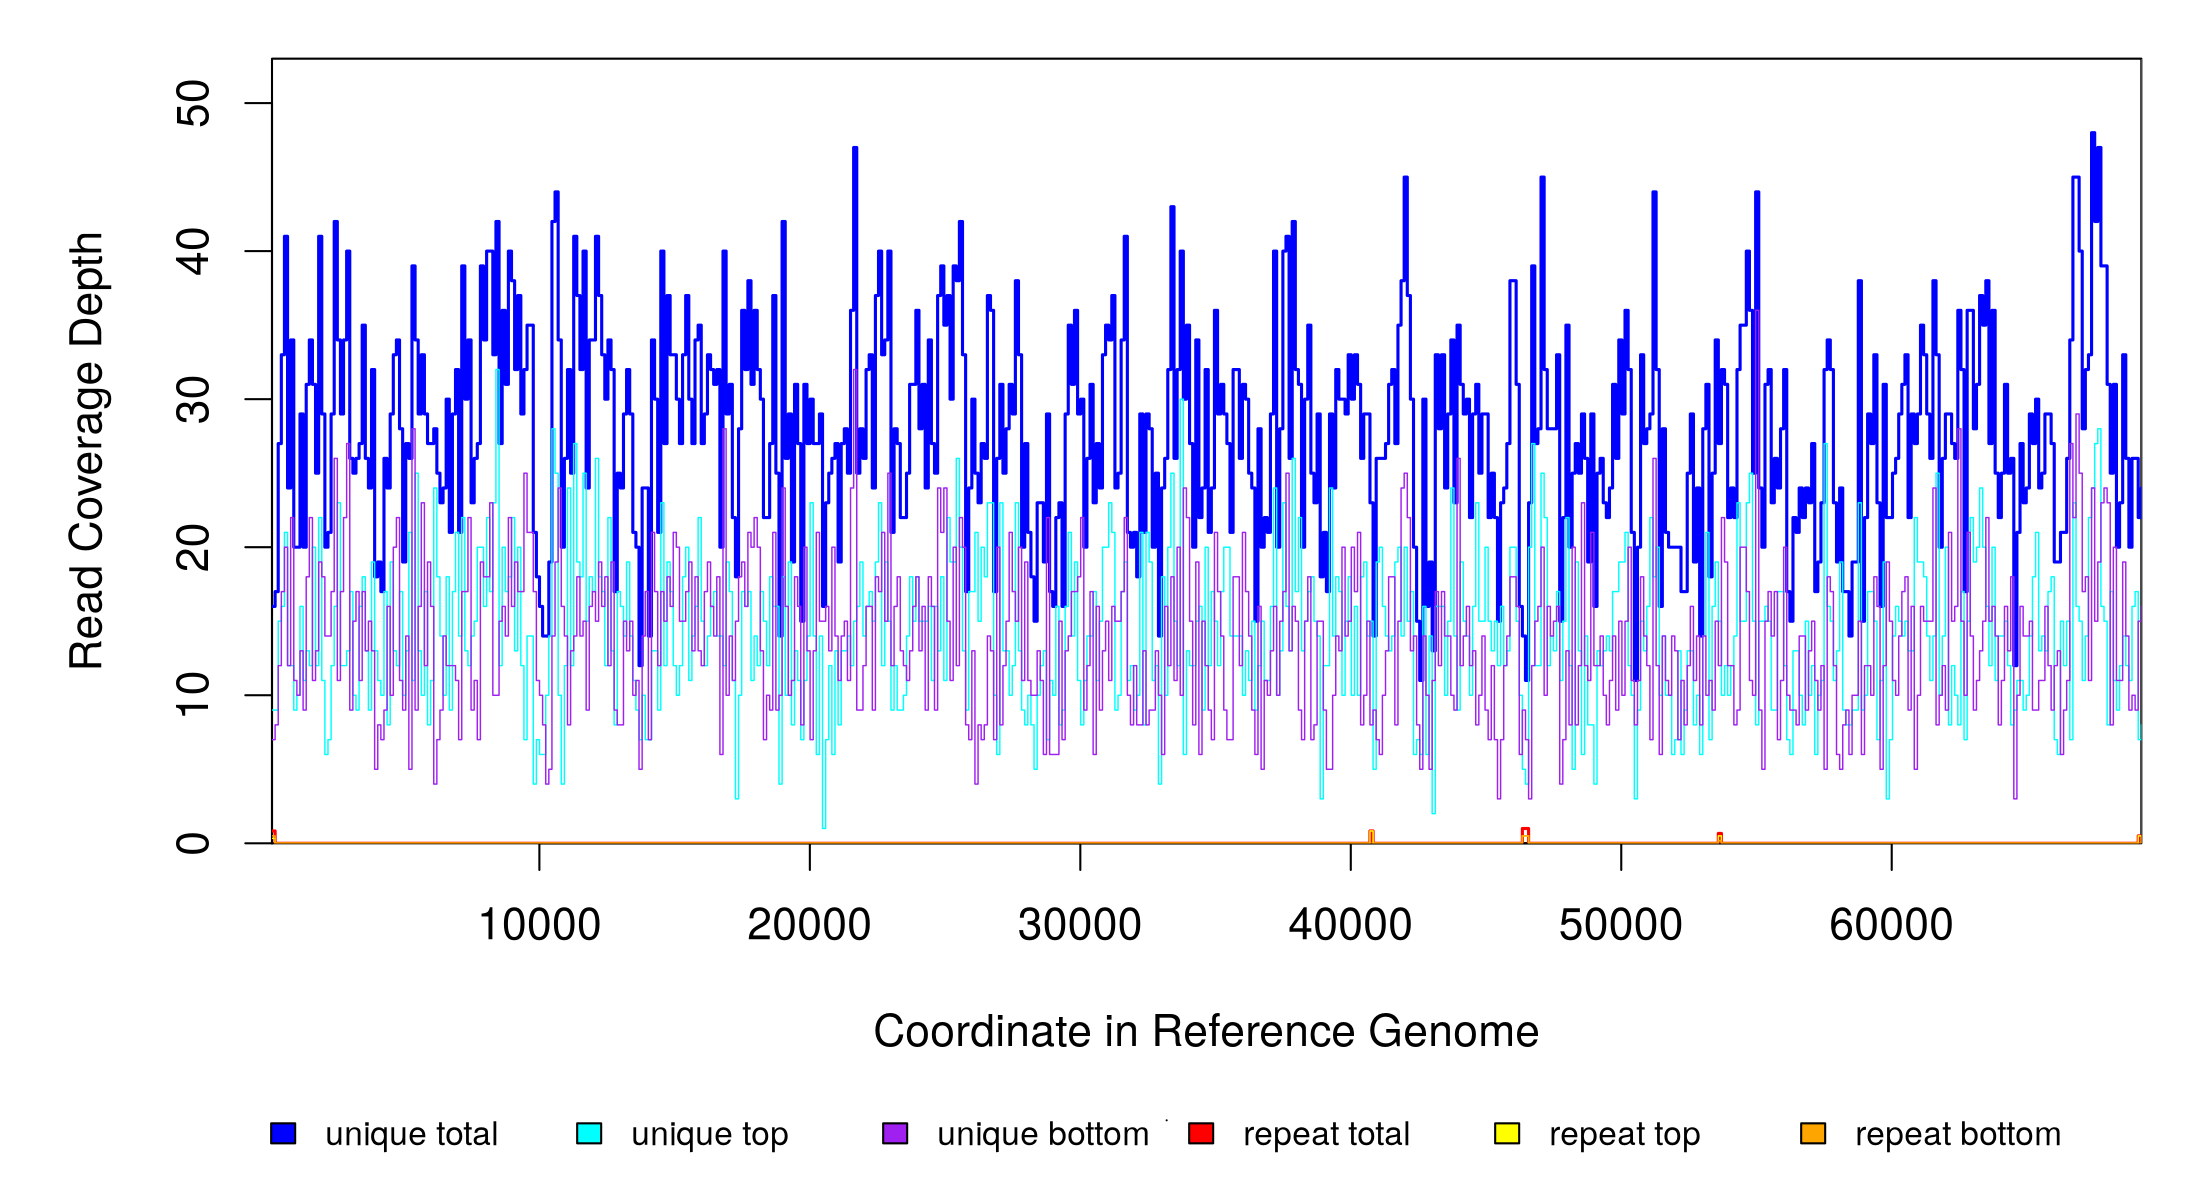 Read Coverage Depth
50
40
30
20
10
0
10000 20000 30000 40000 50000 60000
Coordinate in Reference Genome
unique total unique top unique bottom repeat total repeat top repeat bottom